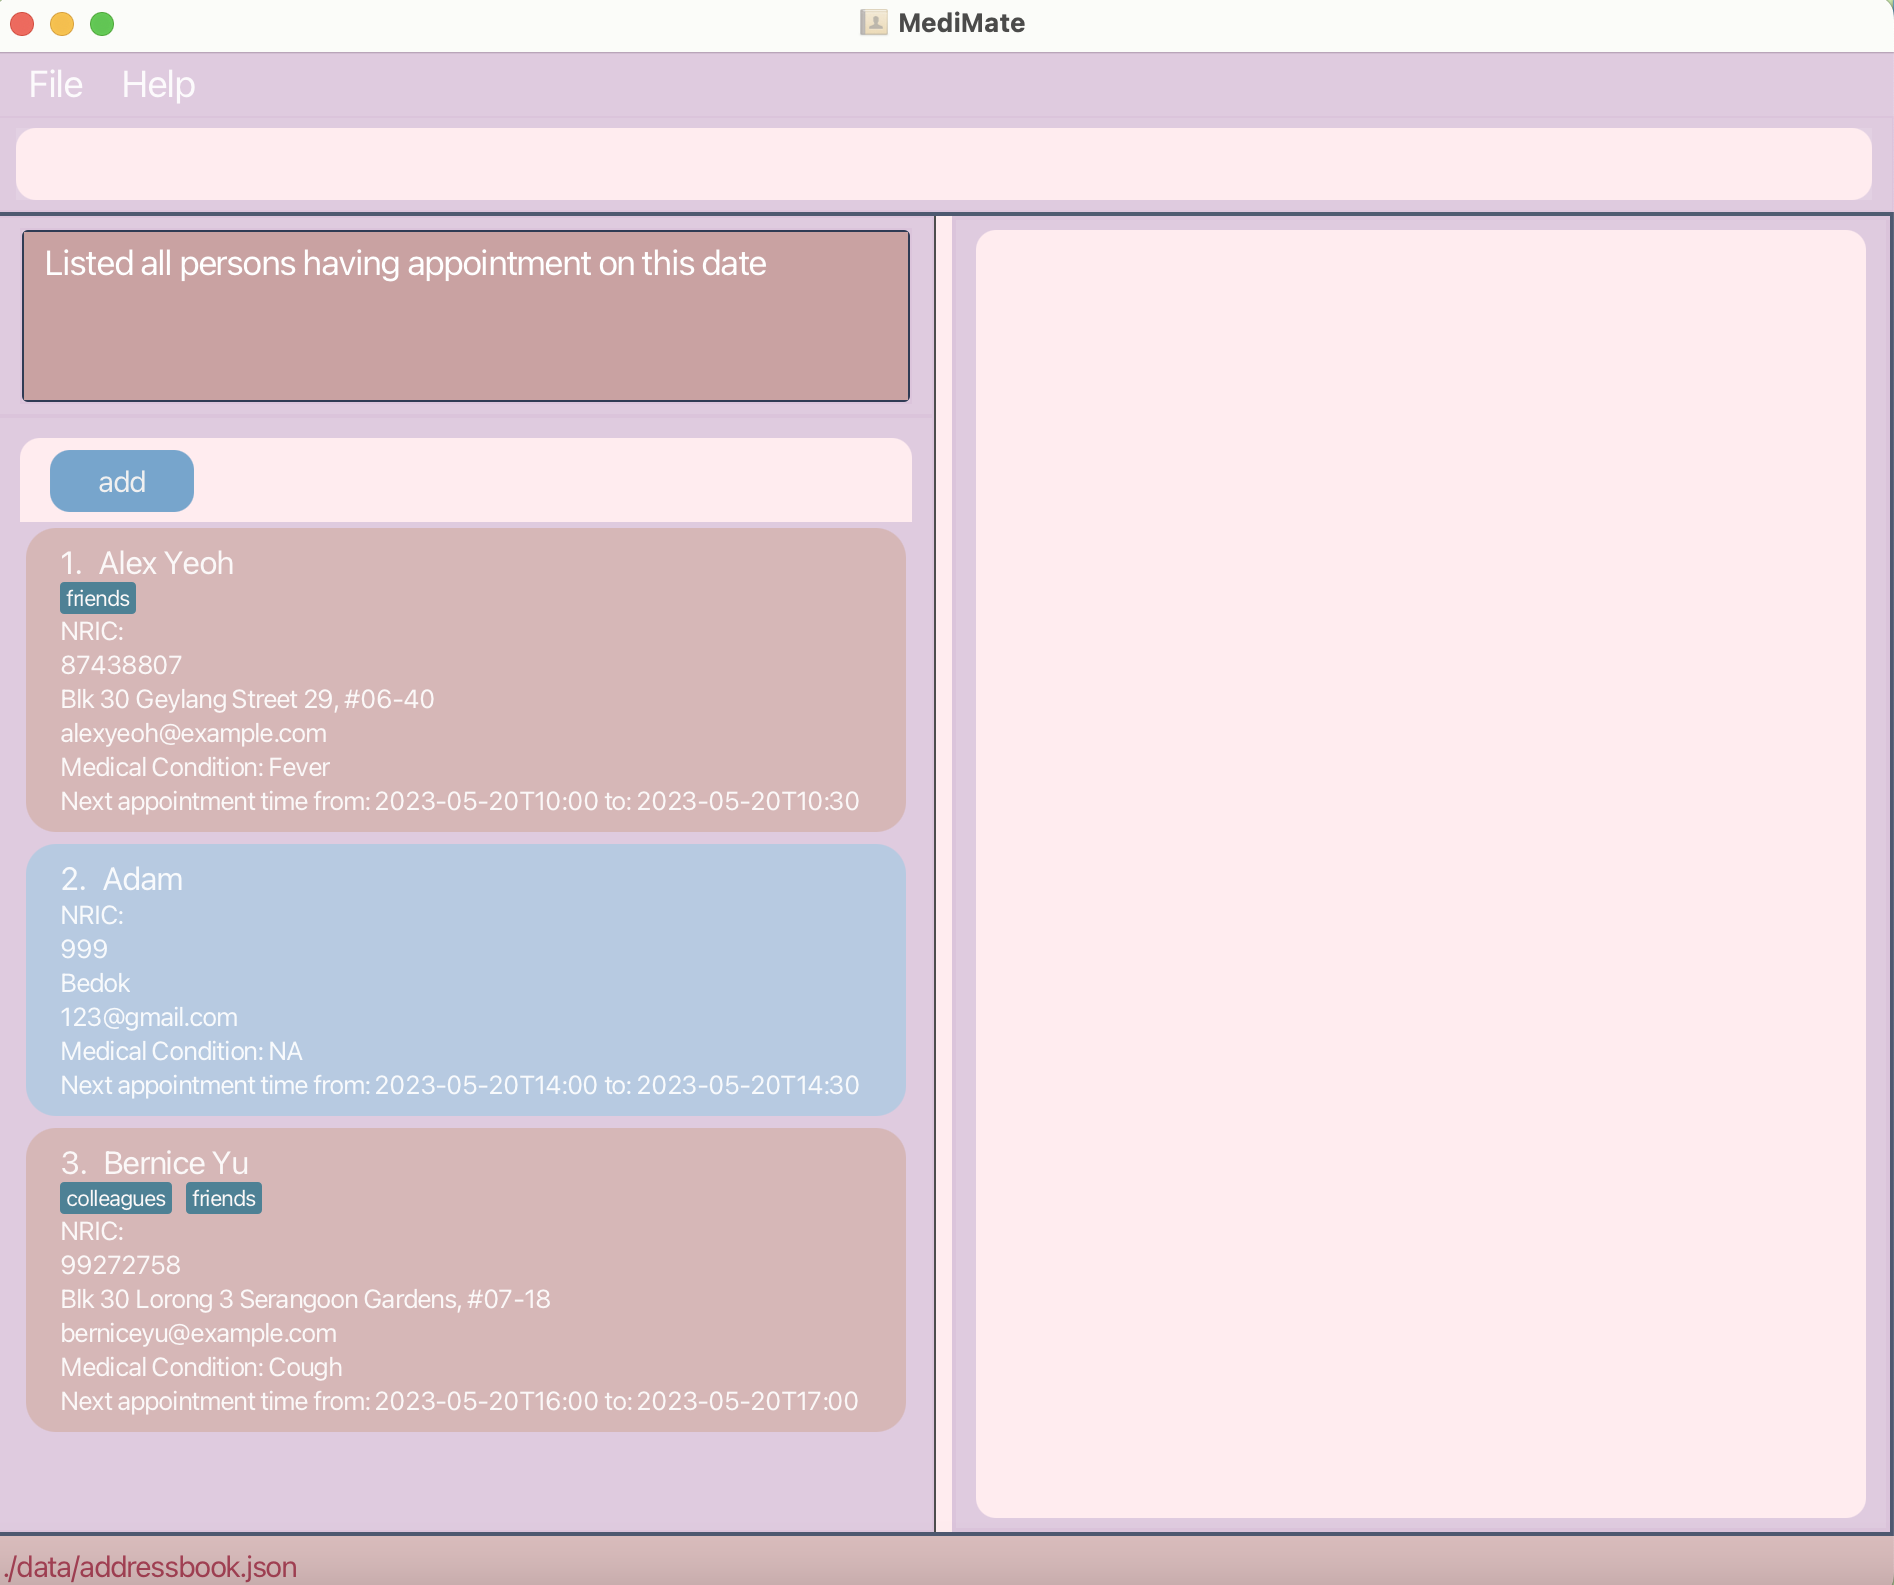 MediMate
File Help
Listed all persons having appointment on this date
add
1. Alex Yeoh
friends
NRIC:
87438807
Blk 30 Geylang Street 29, #06-40
alexyeoh@example.com
Medical Condition: Fever
Next appointment time from: 2023-05-20T10:00 to: 2023-05-20T10:30
2. Adam
NRIC:
999
Bedok
123@gmail.com
Medical Condition: NA
Next appointment time from: 2023-05-20T14:00 to: 2023-05-20T14:30
3. Bernice Yu
colleagues friends
NRIC:
99272758
Blk 30 Lorong 3 Serangoon Gardens, #07-18
berniceyu@example.com
Medical Condition: Cough
Next appointment time from: 2023-05-20T16:00 to: 2023-05-20T17:00
./data/addressbook.json